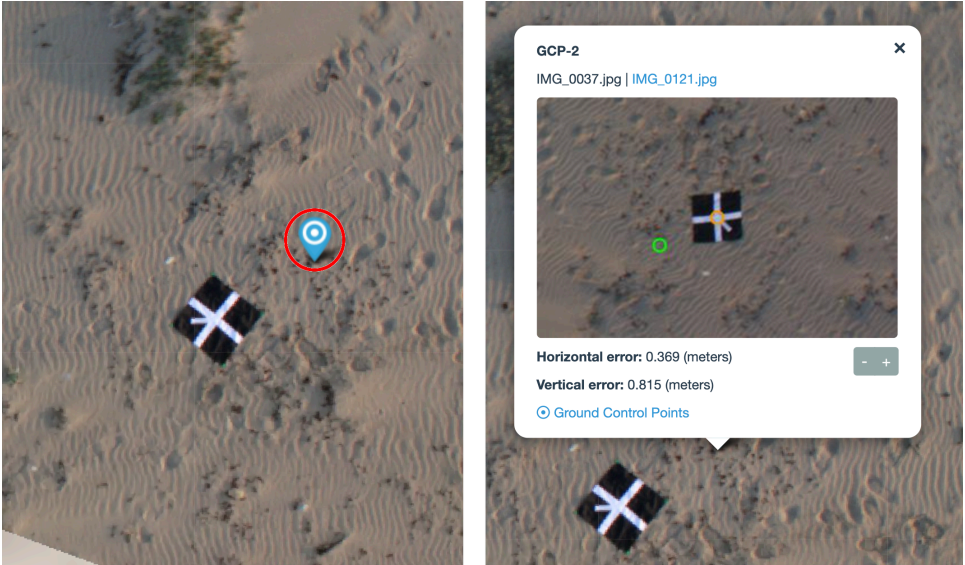 GCP-2
IMG_0037.jpg | IMG_0121.jpg
Horizontal error: 0.369 (meters)
Vertical error: 0.815 (meters)
- +
Ground Control Points